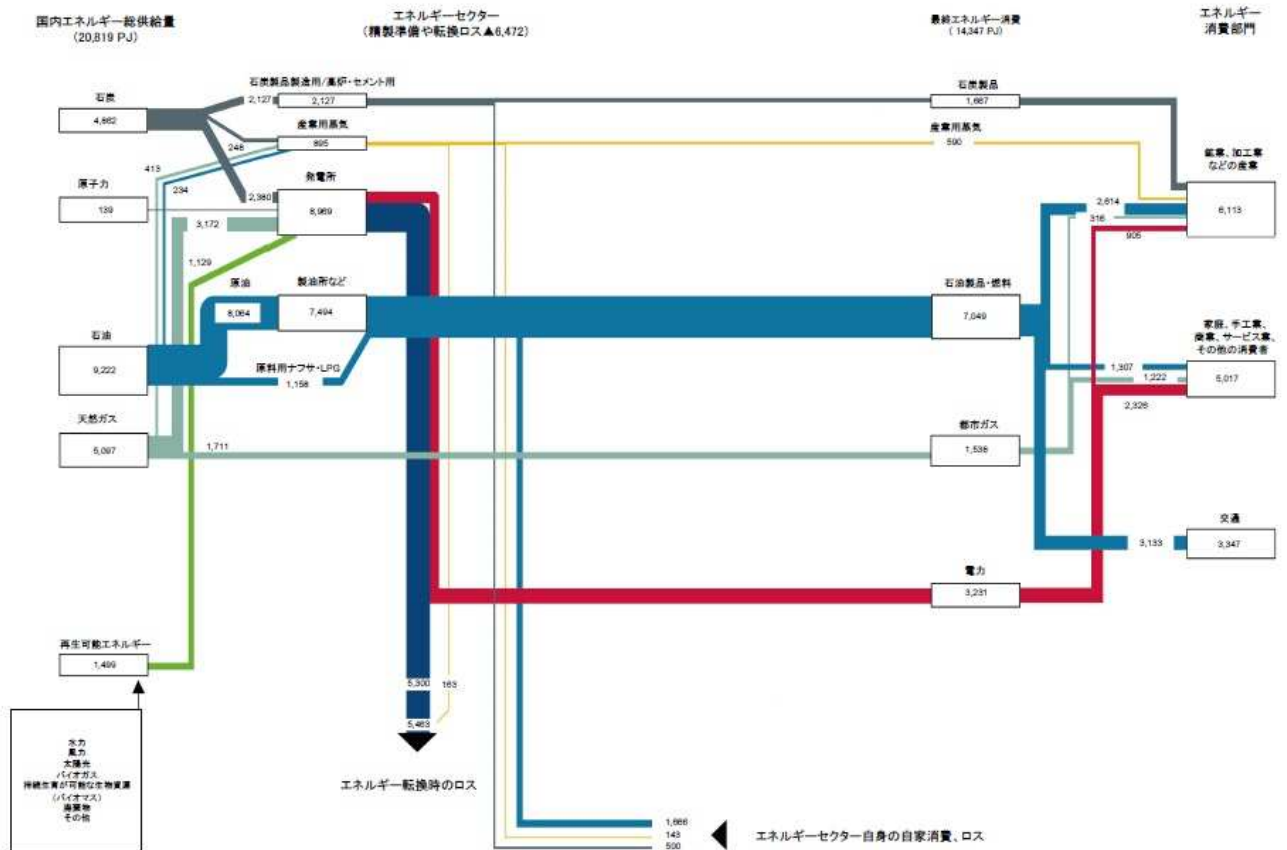 国内エネルギー総供給量
(20,819 PJ)
エネルギーセクター
(精製準備や転換ロス▲6,472)
最終エネルギー消費
( 14,347 PJ)
エネルギー
消費部門
石炭
4,862
原子力
139
石油
9,222
天然ガス
5,097
再生可能エネルギー
1,499
水力
風力
太陽光
バイオガス
持続生育が可能な生物資源
(バイオマス)
廃棄物
その他
石炭製品製造用/高炉・セメント用
2,127
2,127
産業用蒸気
895
248
413
234
発電所
2,380
8,969
3,172
1,129
原油
8,064
製油所など
7,494
原料用ナフサ・LPG
1,158
1,711
5,300
163
5,463
エネルギー転換時のロス
1,666
143
500
エネルギーセクター自身の自家消費、ロス
石炭製品
1,667
産業用蒸気
590
石油製品・燃料
7,049
都市ガス
1,538
電力
3,231
鉱業、加工業
などの産業
6,113
2,614
316
905
家庭、手工業、
商業、サービス業、
その他の消費者
5,017
1,307
1,222
2,326
交通
3,133
3,347